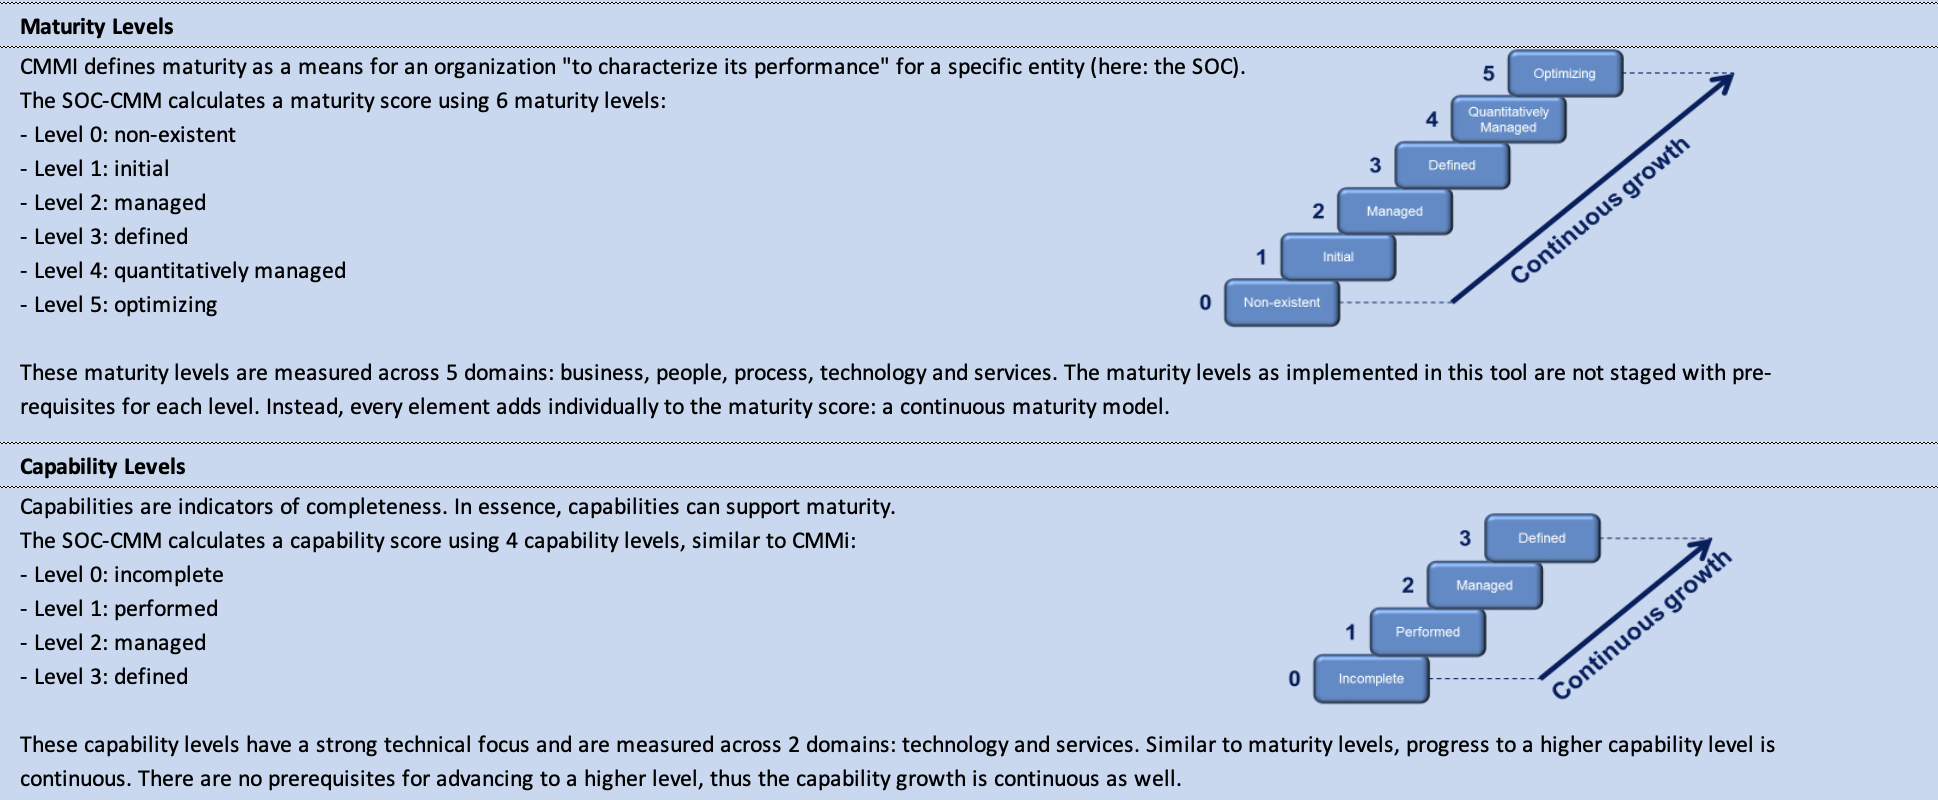 Maturity Levels
CMMI defines maturity as a means for an organization "to characterize its performance" for a specific entity (here: the SOC).
The SOC-CMM calculates a maturity score using 6 maturity levels:
- Level 0: non-existent
- Level 1: initial
- Level 2: managed
- Level 3: defined
- Level 4: quantitatively managed
- Level 5: optimizing
5 Optimizing
4 Quantitatively
Managed
3 Defined
2 Managed
1 Initial
0 Non-existent
Continuous growth
These maturity levels are measured across 5 domains: business, people, process, technology and services. The maturity levels as implemented in this tool are not staged with pre-
requisites for each level. Instead, every element adds individually to the maturity score: a continuous maturity model.
Capability Levels
Capabilities are indicators of completeness. In essence, capabilities can support maturity.
The SOC-CMM calculates a capability score using 4 capability levels, similar to CMMi:
- Level 0: incomplete
- Level 1: performed
- Level 2: managed
- Level 3: defined
3 Defined
2 Managed
1 Performed
0 Incomplete
Continuous growth
These capability levels have a strong technical focus and are measured across 2 domains: technology and services. Similar to maturity levels, progress to a higher capability level is
continuous. There are no prerequisites for advancing to a higher level, thus the capability growth is continuous as well.